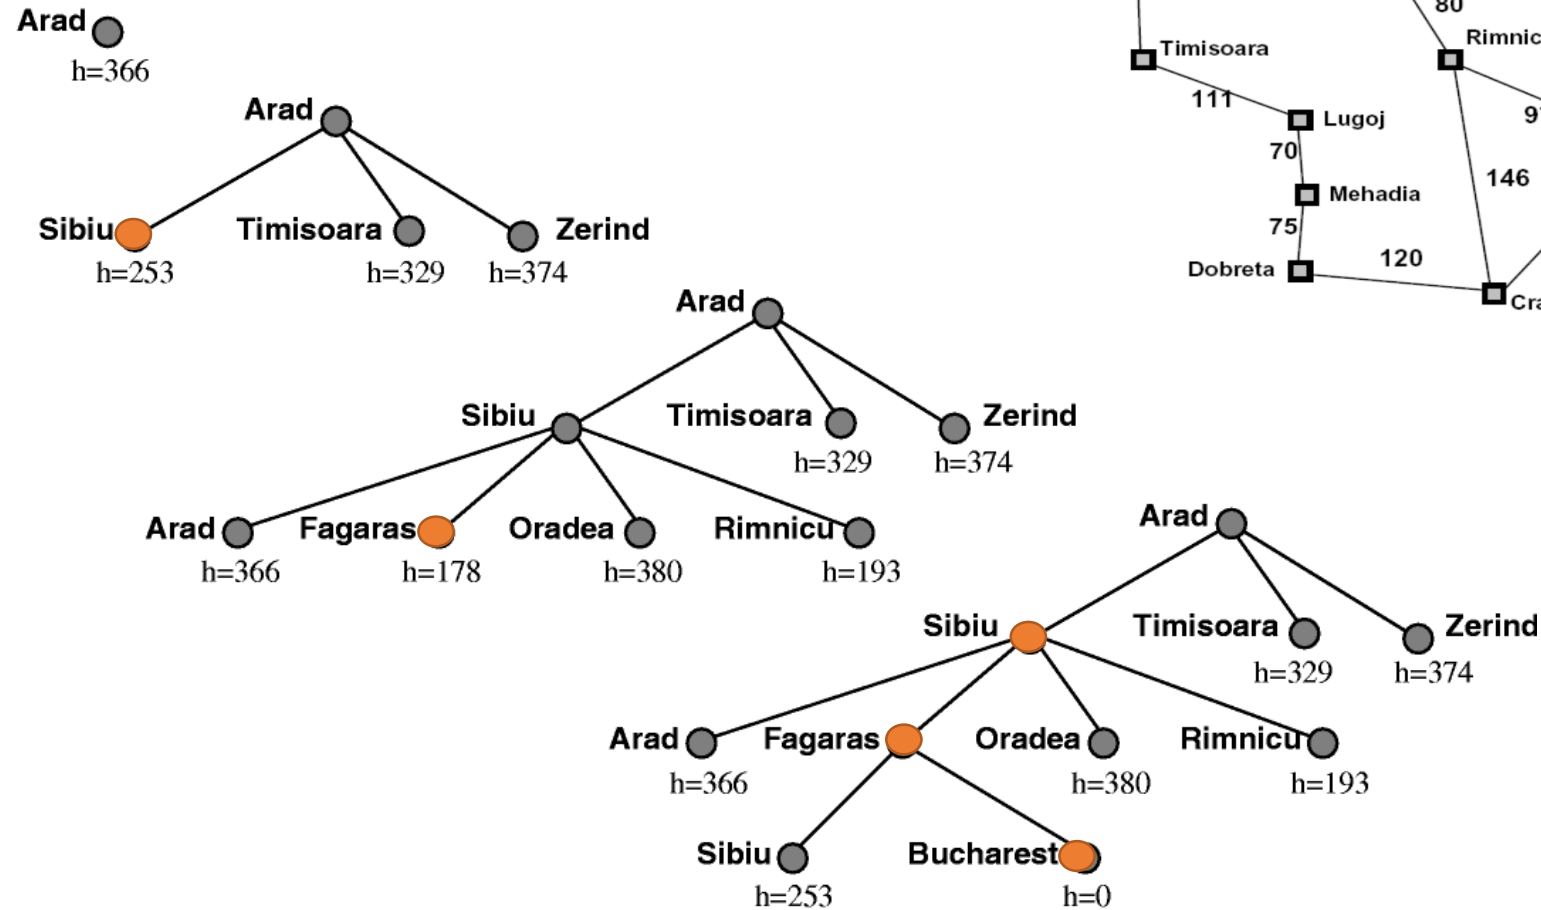 Arad
h=366
Arad
Sibiu
Timisoara
Zerind
h=253
h=329
h=374
Arad
Sibiu
Timisoara
Zerind
h=329
h=374
Arad
Fagaras
Oradea
Rimnicu
h=366
h=178
h=380
h=193
Arad
Sibiu
Timisoara
Zerind
h=329
h=374
Arad
Fagaras
Oradea
Rimnicu
h=366
h=380
h=193
Sibiu
Bucharest
h=253
h=0
80
Timisoara
Rimnic
111
Lugoj
9
70
146
Mehadia
75
Dobreta
120
Cra